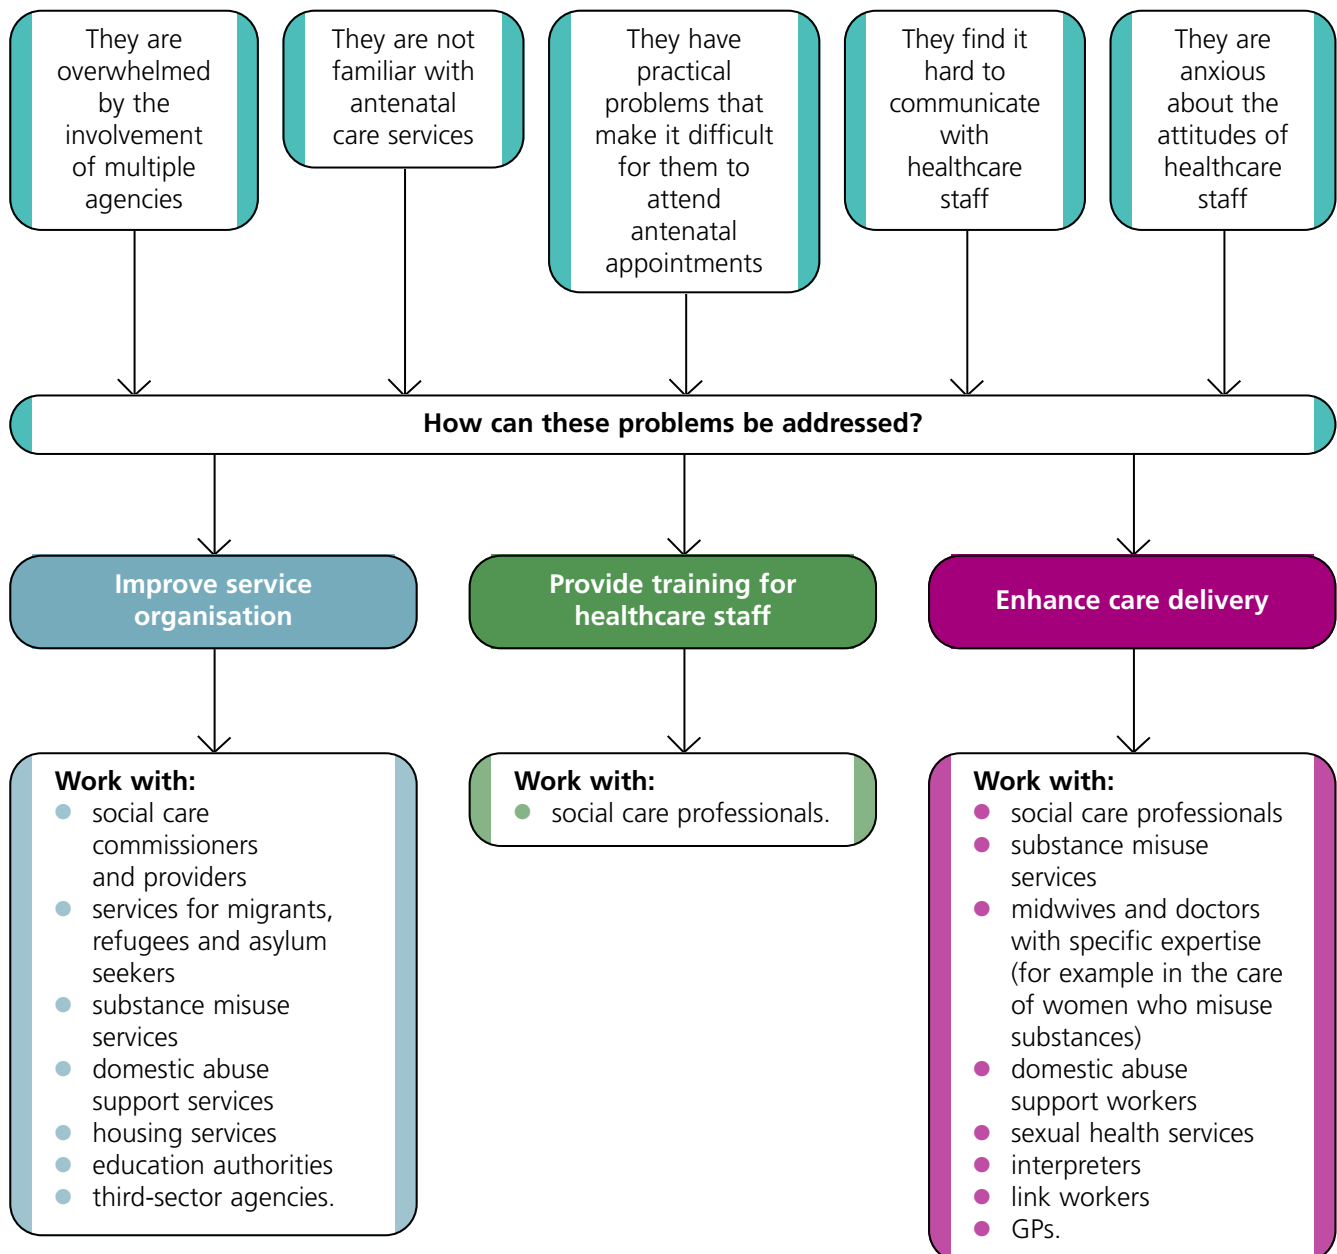 They are
overwhelmed
by the
involvement
of multiple
agencies
They are not
familiar with
antenatal
care services
They have
practical
problems that
make it difficult
for them to
attend
antenatal
appointments
They find it
hard to
communicate
with
healthcare
staff
They are
anxious
about the
attitudes of
healthcare
staff
How can these problems be addressed?
Improve service
organisation
Provide training for
healthcare staff
Enhance care delivery
Work with:
● social care
commissioners
and providers
● services for migrants,
refugees and asylum
seekers
● substance misuse
services
● domestic abuse
support services
● housing services
● education authorities
● third-sector agencies.
Work with:
● social care professionals.
Work with:
● social care professionals
● substance misuse
services
● midwives and doctors
with specific expertise
(for example in the care
of women who misuse
substances)
● domestic abuse
support workers
● sexual health services
● interpreters
● link workers
● GPs.